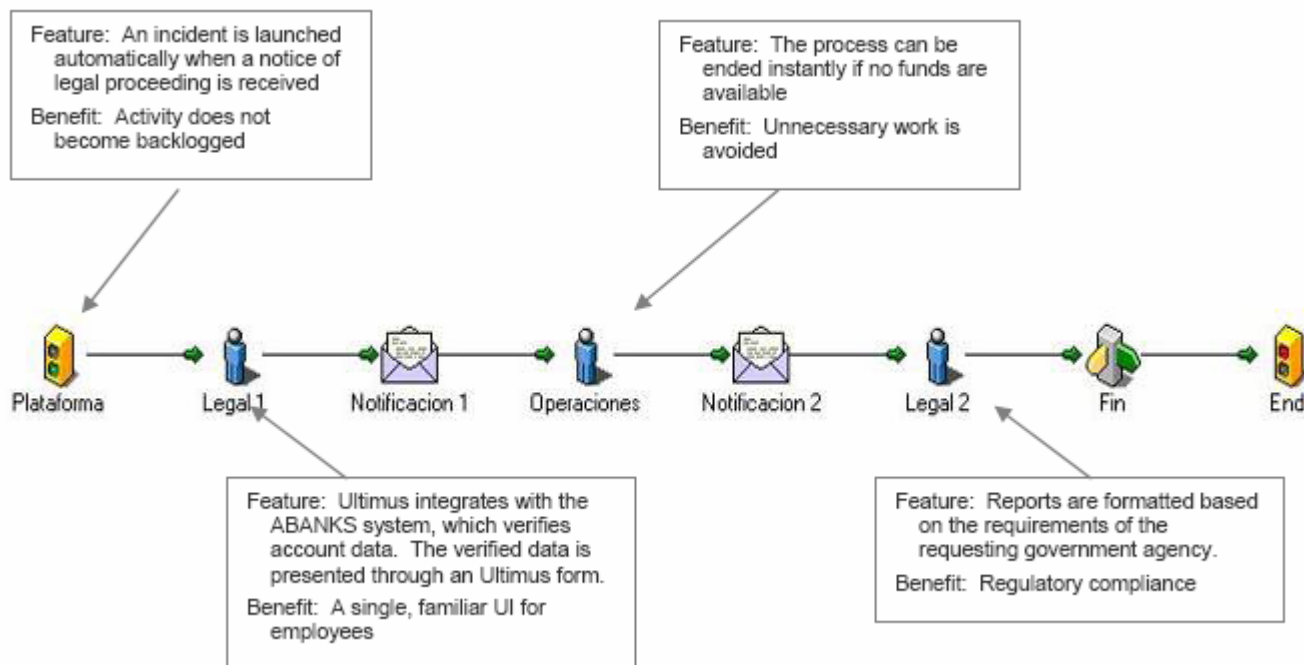 Feature: An incident is launched
automatically when a notice of
legal proceeding is received
Benefit: Activity does not
become backlogged
Feature: The process can be
ended instantly if no funds are
available
Benefit: Unnecessary work is
avoided
Plataforma
Legal 1
Notificacion 1
Operaciones
Notificacion 2
Legal 2
Fin
End
Feature: Ultimus integrates with the
ABANKS system, which verifies
account data. The verified data is
presented through an Ultimus form.
Benefit: A single, familiar UI for
employees
Feature: Reports are formatted based
on the requirements of the
requesting government agency.
Benefit: Regulatory compliance